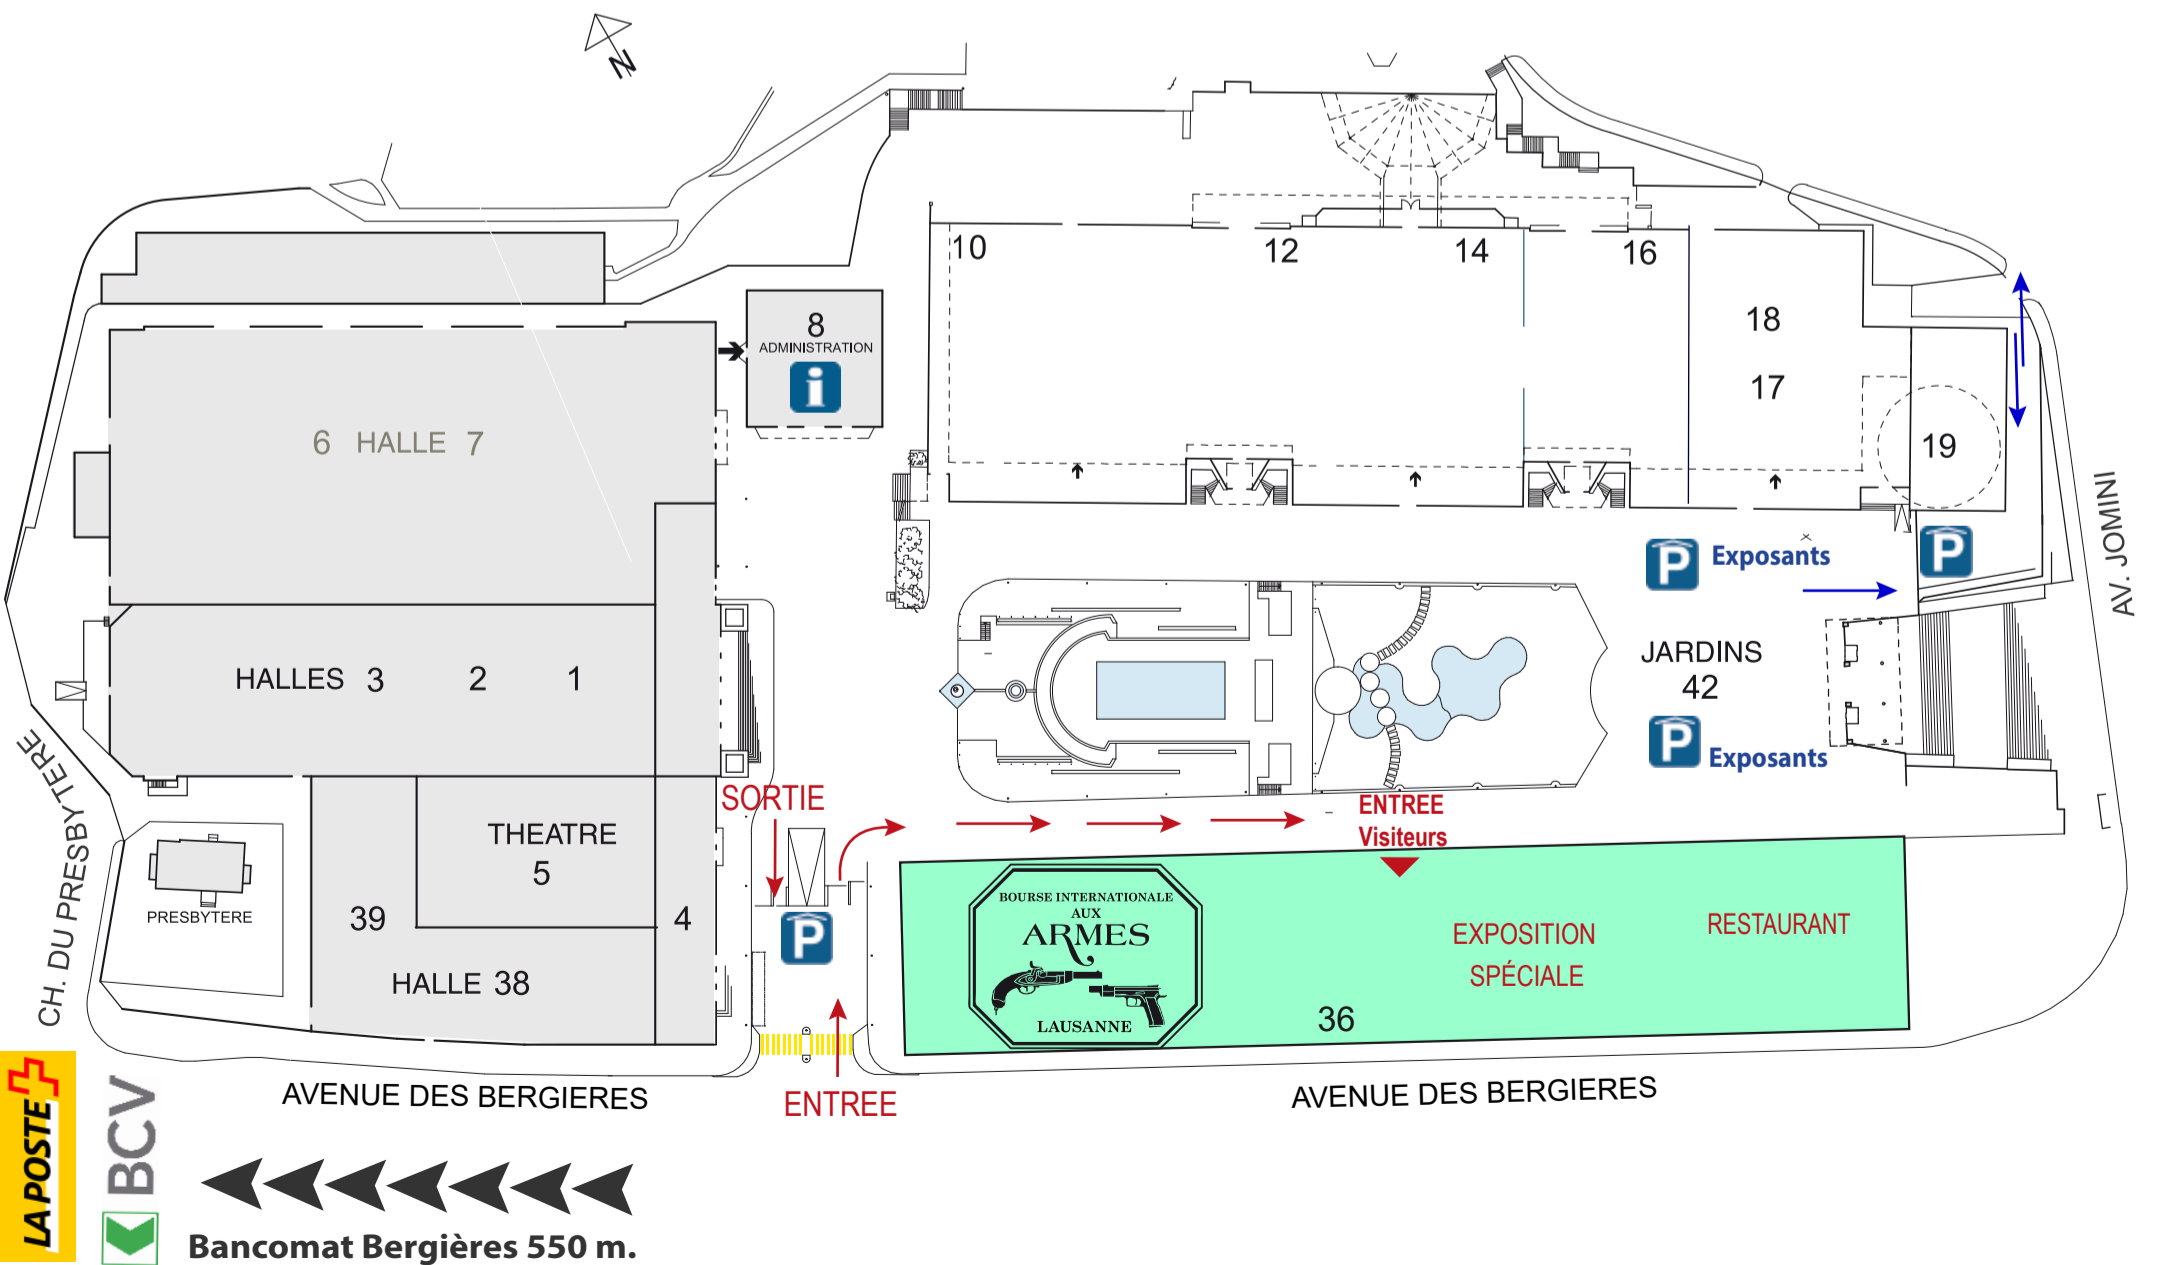 N
10
12
14
16
8
ADMINISTRATION
i
18
17
6 HALLE 7
19
AV. JOMINI
P
Exposants
P
HALLES 3 2 1
JARDINS
42
P
Exposants
CH. DU PRESBYTERE
SORTIE
ENTREE
Visiteurs
THEATRE
5
PRESBYTERE
39
4
P
HALLE 38
BOURSE INTERNATIONALE
AUX
ARMES
LAUSANNE
EXPOSITION
SPÉCIALE
RESTAURANT
36
AVENUE DES BERGIERES
ENTREE
AVENUE DES BERGIERES
LA POSTE
BCV
Bancomat Bergières 550 m.